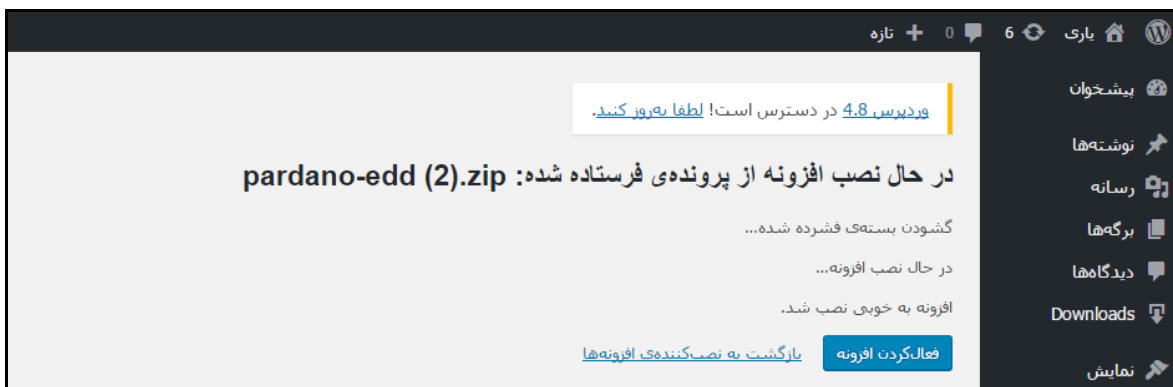 یاری 6 0 + تازه
پیشخوان
نوشته‌ها
رسانه
برگه‌ها
دیدگاه‌ها
Downloads
نمایش
وردپرس 4.8 در دسترس است! لطفا به‌روز کنید.
در حال نصب افزونه از پرونده‌ی فرستاده شده: pardano-edd (2).zip
گشودن بسته‌ی فشرده شده...
در حال نصب افزونه...
افزونه به خوبی نصب شد.
فعال‌کردن افزونه بازگشت به نصب‌کننده‌ی افزونه‌ها